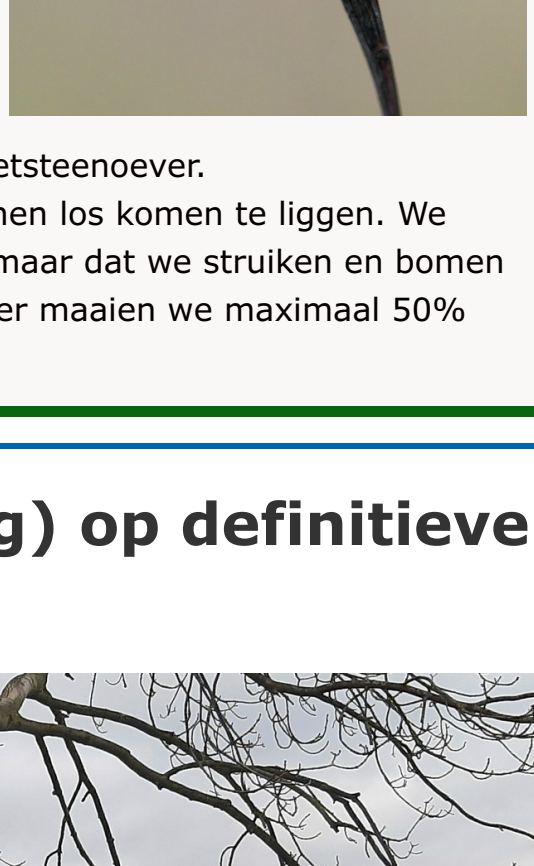 etsteenoever.
nen los komen te liggen. We
maar dat we struiken en bomen
er maaien we maximaal 50%
g) op definitieve